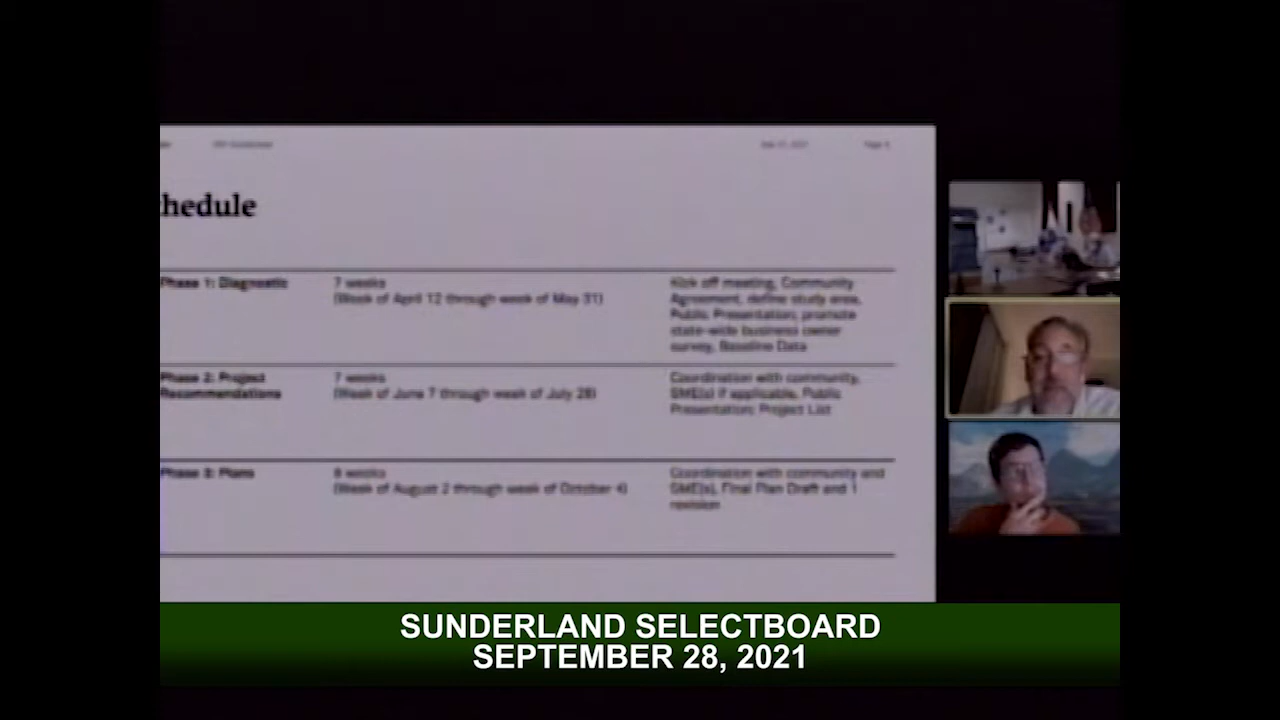 Page
hedule
Phase 1: Diagnostic
7 weeks
(Week of April 12 through week of May 31)
Kick off meeting, Community
Agreement, define study area,
Public Presentation; promote
state-wide business owner
survey, Baseline Data
Phase 2: Project
Recommendations
7 weeks
(Week of June 7 through week of July 28)
Coordination with community,
SME(s) if applicable, Public
Presentation; Project List
Phase 3: Plans
8 weeks
(Week of August 2 through week of October 4)
Coordination with community and
SME(s), Final Plan Draft and 1
revision
SUNDERLAND SELECTBOARD
SEPTEMBER 28, 2021